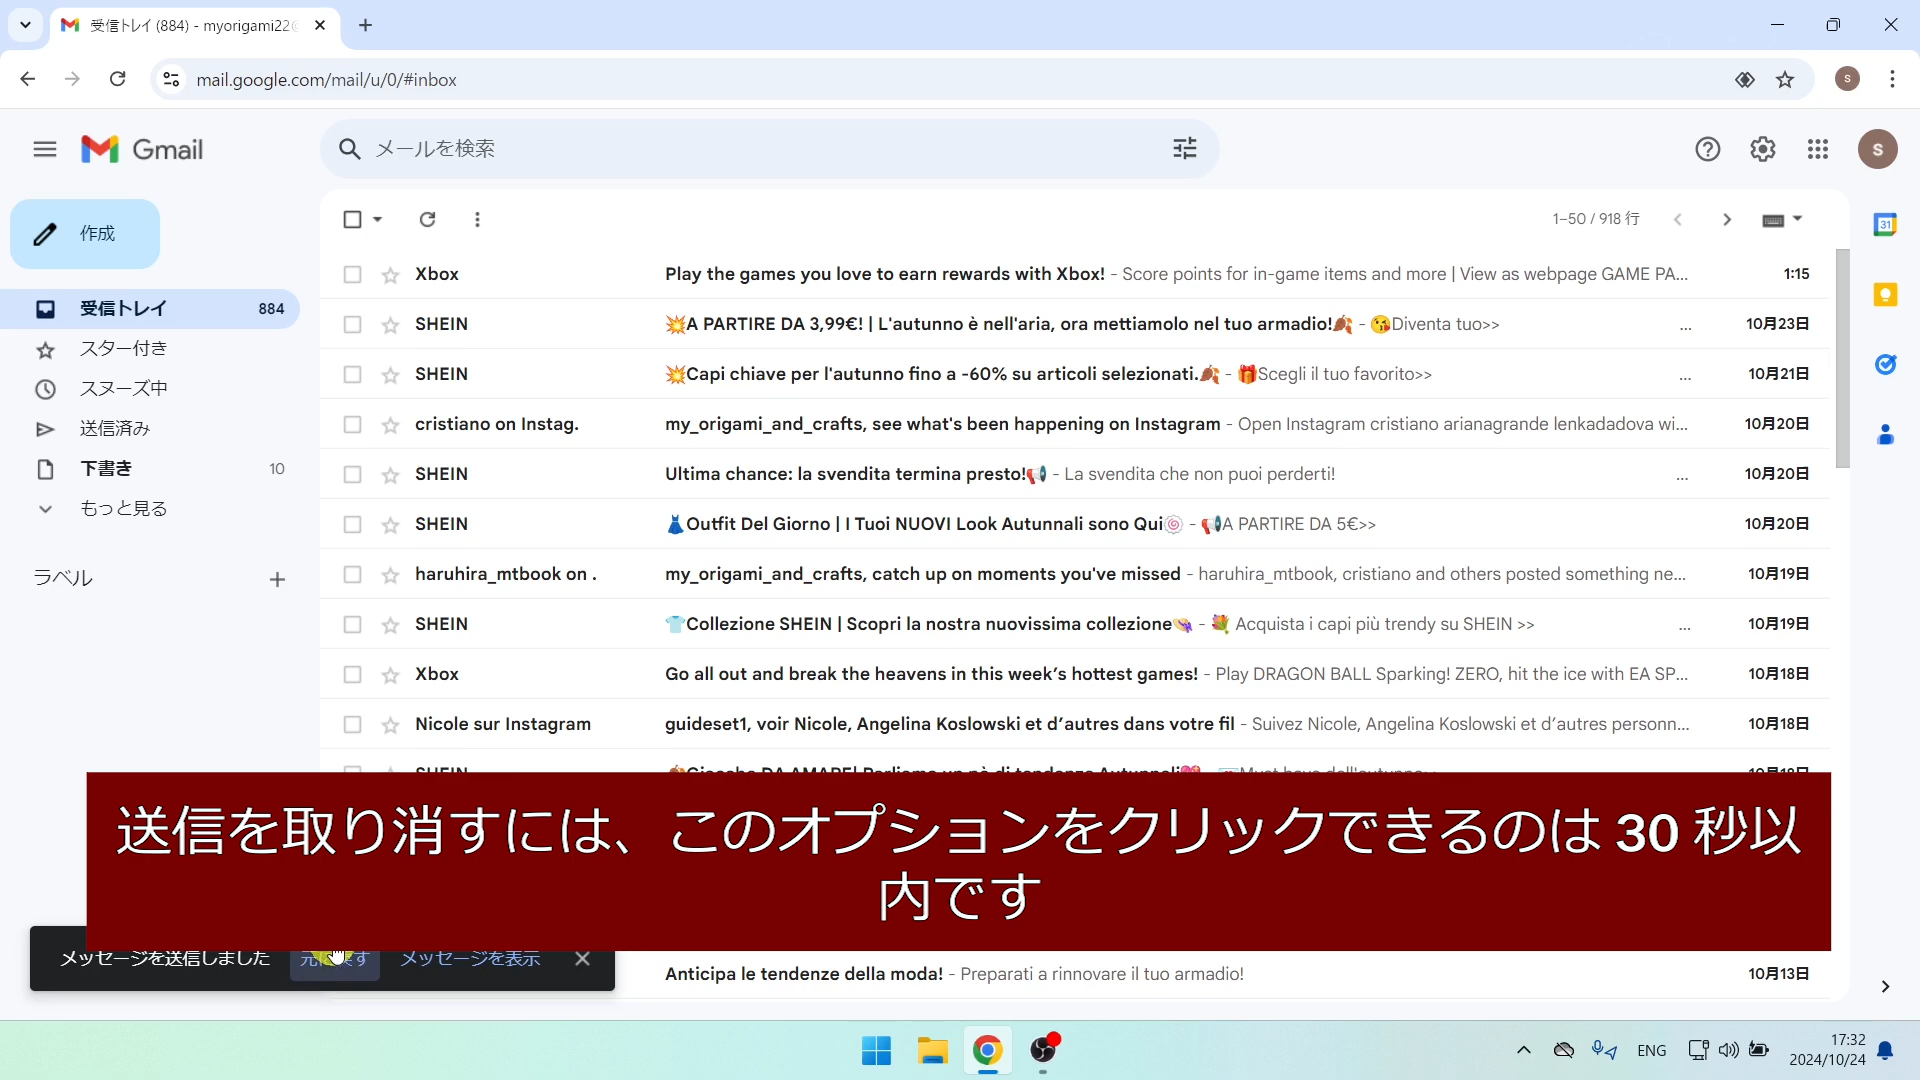 受信トレイ (884) - myorigami22
mail.google.com/mail/u/0/#inbox
S
Gmail
メールを検索
S
作成
1–50 / 918 行
31
受信トレイ 884
スター付き
スヌーズ中
送信済み
下書き 10
もっと見る
ラベル
Xbox Play the games you love to earn rewards with Xbox! - Score points for in-game items and more | View as webpage GAME PA... 1:15
SHEIN 💥A PARTIRE DA 3,99€! | L'autunno è nell'aria, ora mettiamolo nel tuo armadio!🍂 - 😘Diventa tuo>> ... 10月23日
SHEIN 💥Capi chiave per l'autunno fino a -60% su articoli selezionati.🍂 - 🎁Scegli il tuo favorito>> ... 10月21日
cristiano on Instag. my_origami_and_crafts, see what's been happening on Instagram - Open Instagram cristiano arianagrande lenkadadova wi... 10月20日
SHEIN Ultima chance: la svendita termina presto!📢 - La svendita che non puoi perderti! ... 10月20日
SHEIN 👗Outfit Del Giorno | I Tuoi NUOVI Look Autunnali sono Qui🍥 - 📢A PARTIRE DA 5€>> 10月20日
haruhira_mtbook on . my_origami_and_crafts, catch up on moments you've missed - haruhira_mtbook, cristiano and others posted something ne... 10月19日
SHEIN 👕Collezione SHEIN | Scopri la nostra nuovissima collezione👒 - 💐 Acquista i capi più trendy su SHEIN >> ... 10月19日
Xbox Go all out and break the heavens in this week’s hottest games! - Play DRAGON BALL Sparking! ZERO, hit the ice with EA SP... 10月18日
Nicole sur Instagram guideset1, voir Nicole, Angelina Koslowski et d’autres dans votre fil - Suivez Nicole, Angelina Koslowski et d’autres personn... 10月18日
送信を取り消すには、このオプションをクリックできるのは 30 秒以
内です
メッセージを送信しました 元に戻す メッセージを表示
Anticipa le tendenze della moda! - Preparati a rinnovare il tuo armadio! 10月13日
ENG
17:32
2024/10/24